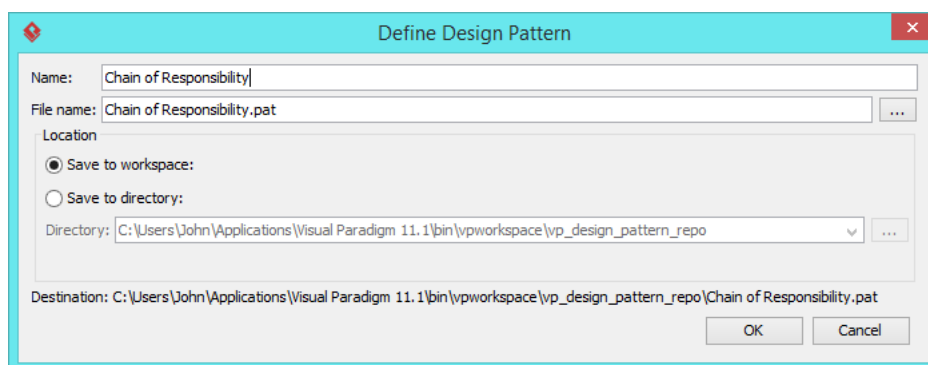 Define Design Pattern
Name: Chain of Responsibility
File name: Chain of Responsibility.pat ...
Location
Save to workspace:
Save to directory:
Directory: C:\Users\John\Applications\Visual Paradigm 11.1\bin\vpworkspace\vp_design_pattern_repo ...
Destination: C:\Users\John\Applications\Visual Paradigm 11.1\bin\vpworkspace\vp_design_pattern_repo\Chain of Responsibility.pat
OK Cancel